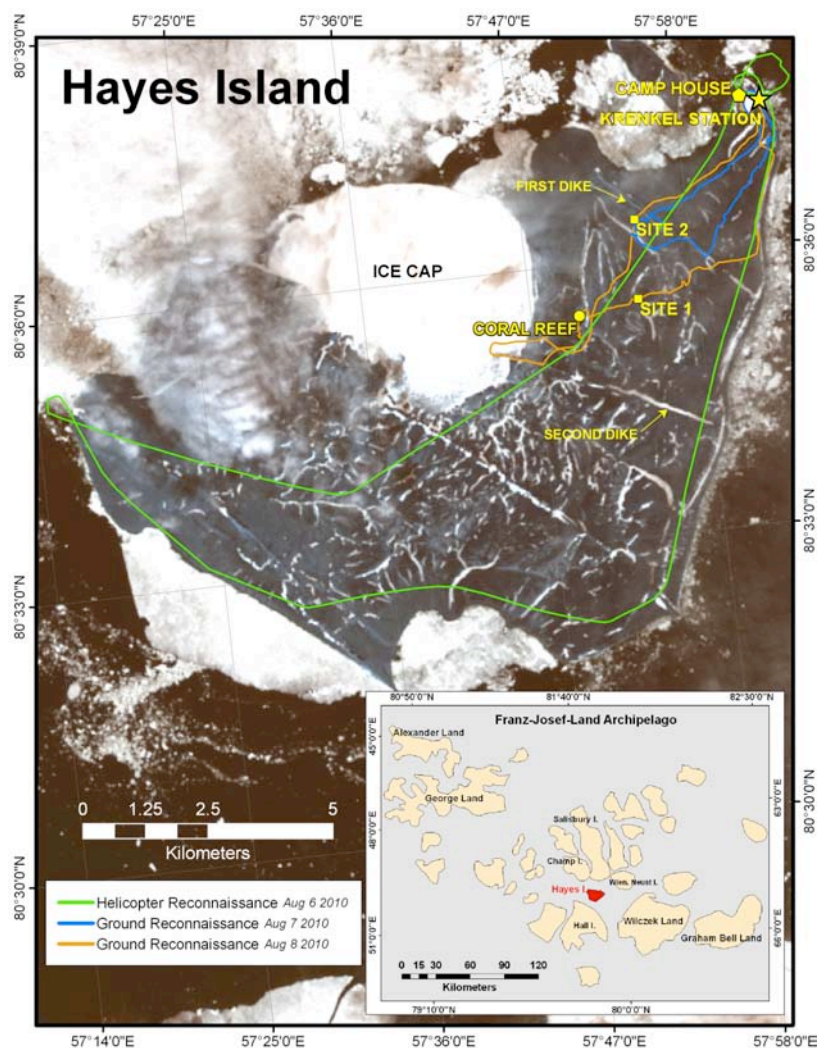 57°25'0"E 57°36'0"E 57°47'0"E 57°58'0"E
80°39'0"N
Hayes Island
CAMP HOUSE
KRENKEL STATION
FIRST DIKE
SITE 2
80°36'0"N
ICE CAP
SITE 1
CORAL REEF
80°36'0"N
SECOND DIKE
80°33'0"N
80°33'0"N
80°50'0"N 81°40'0"N 82°30'0"N
Franz-Josef-Land Archipelago
Alexander Land
45°0'0"E
George Land
63°0'0"E
80°30'0"N
Salisbury I.
48°0'0"E
Champ I.
Wien. Neust I.
Hayes I.
Hall I.
Wilczek Land
Graham Bell Land
51°0'0"E
66°0'0"E
0 15 30 60 90 120
Kilometers
79°10'0"N 80°0'0"N
0 1.25 2.5 5
Kilometers
80°30'0"N
Helicopter Reconnaissance Aug 6 2010
Ground Reconnaissance Aug 7 2010
Ground Reconnaissance Aug 8 2010
57°14'0"E 57°25'0"E 57°36'0"E 57°47'0"E 57°58'0"E